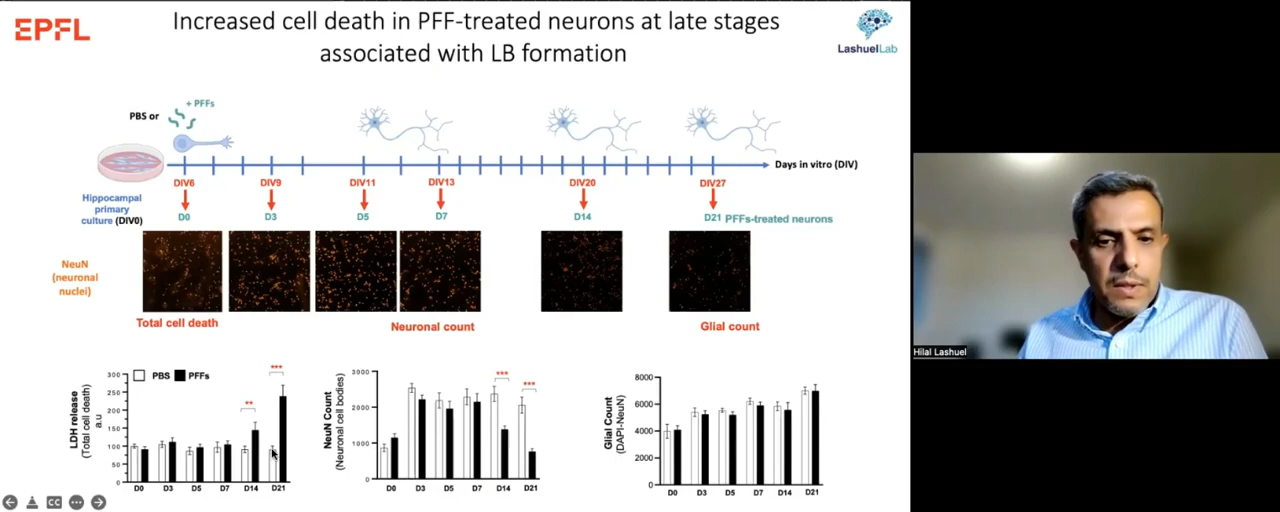 EPFL
Increased cell death in PFF-treated neurons at late stages
associated with LB formation
LashuelLab
+ PFFs
PBS or
Days in vitro (DIV)
DIV6 DIV9 DIV11 DIV13 DIV20 DIV27
Hippocampal
primary
culture (DIV0)
D0 D3 D5 D7 D14 D21 PFFs-treated neurons
NeuN
(neuronal
nuclei)
Total cell death
Neuronal count
Glial count
LDH release
(Total cell death)
a.u
300
250
200
150
100
50
0
PBS PFFs
**
***
D0 D3 D5 D7 D14 D21
NeuN Count
(Neuronal cell bodies)
3000
2000
1000
0
***
***
D0 D3 D5 D7 D14 D21
Glial Count
(DAPI-NeuN)
8000
6000
4000
2000
0
D0 D3 D5 D7 D14 D21
CC
Hilal Lashuel